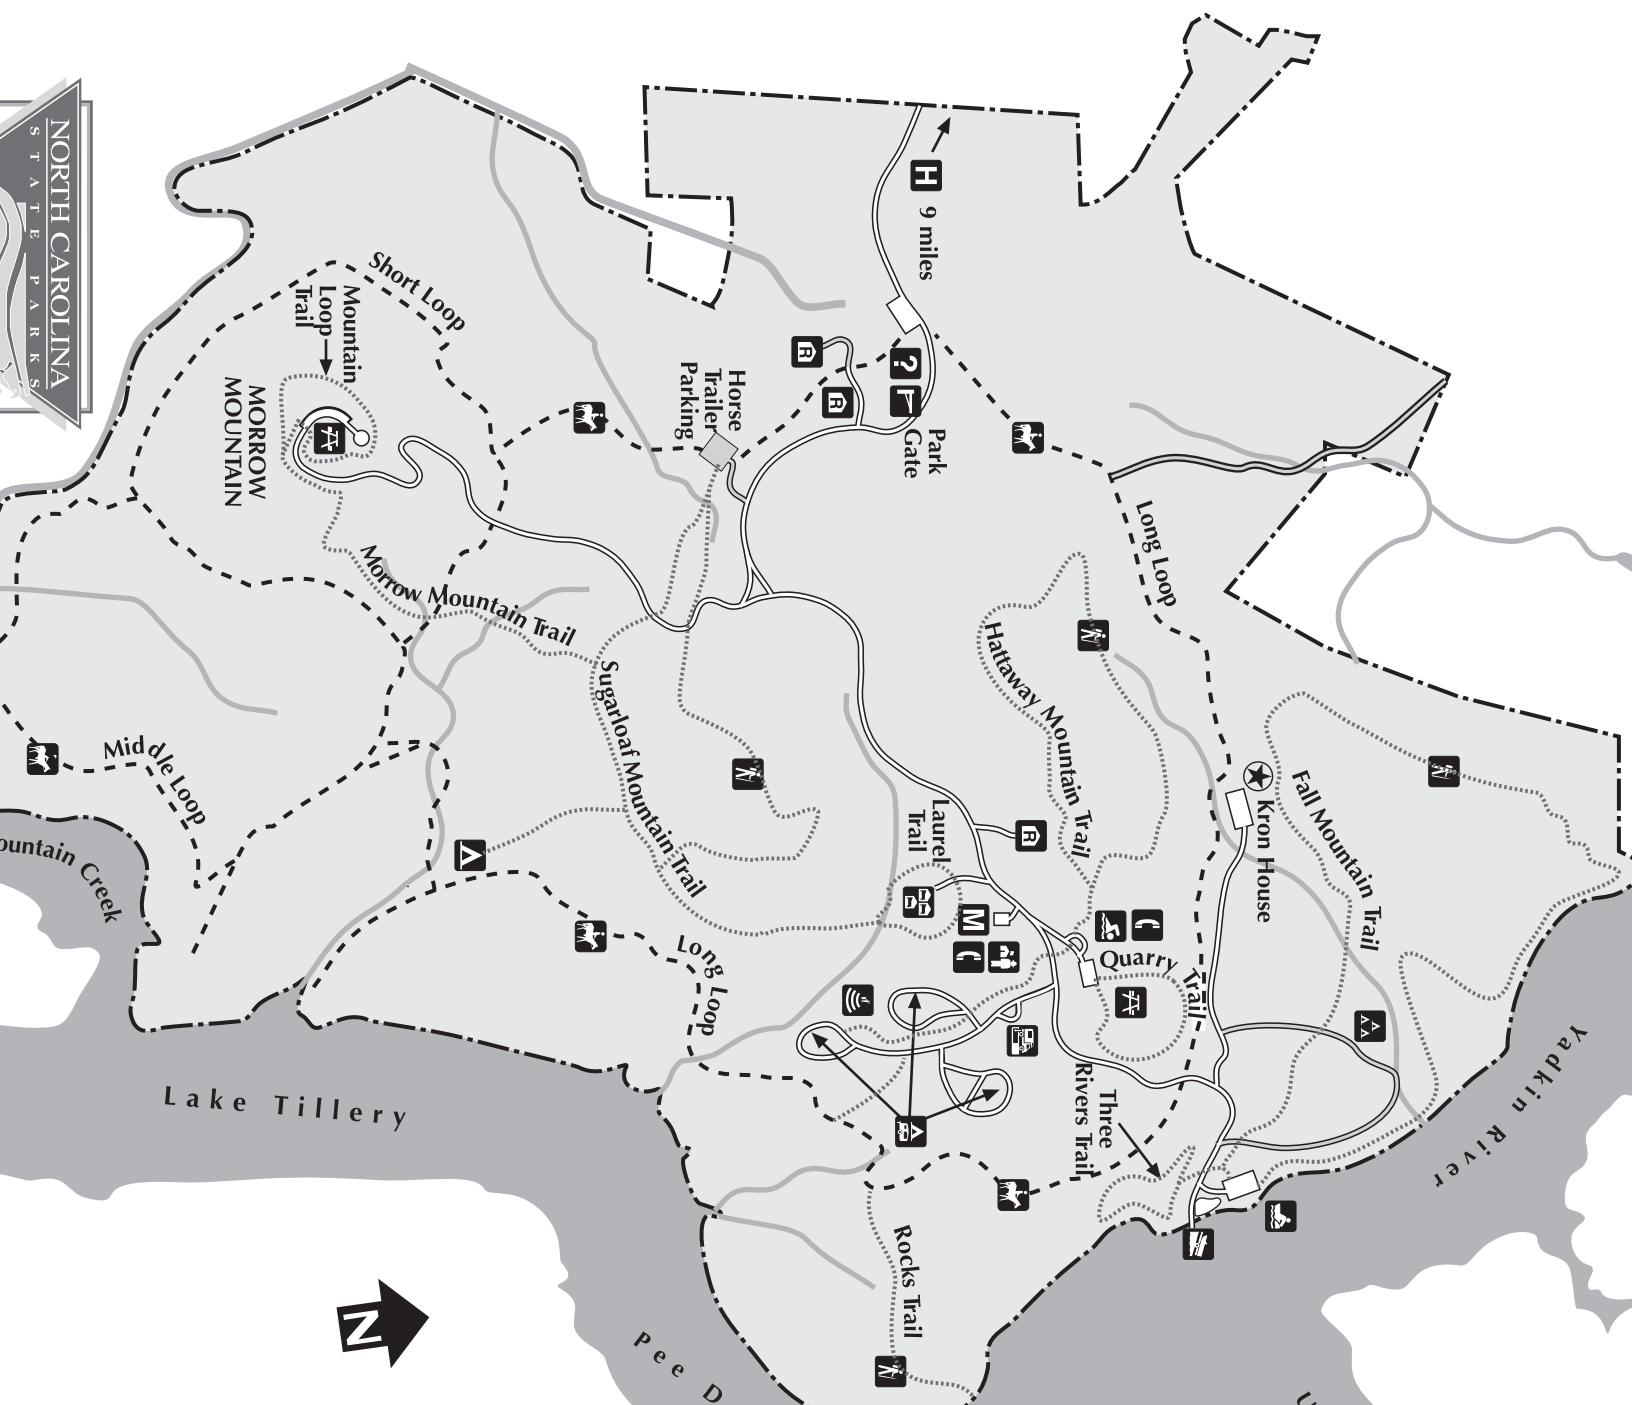 NORTH CAROLINA
STATE PARKS
H 9 miles
Short Loop
Mountain
Loop
Trail
MORROW
MOUNTAIN
Horse
Trailer
Parking
R
R
?
Park
Gate
Long Loop
Morrow Mountain Trail
Sugarloaf Mountain Trail
Hattaway Mountain Trail
Middle Loop
ountain Creek
Laurel
Trail
R
M
C
C
Quarry
Trail
Kron House
Fall Mountain Trail
Long Loop
Three
Rivers Trail
Rocks Trail
Lake Tillery
Yadkin River
Pee D
U
N